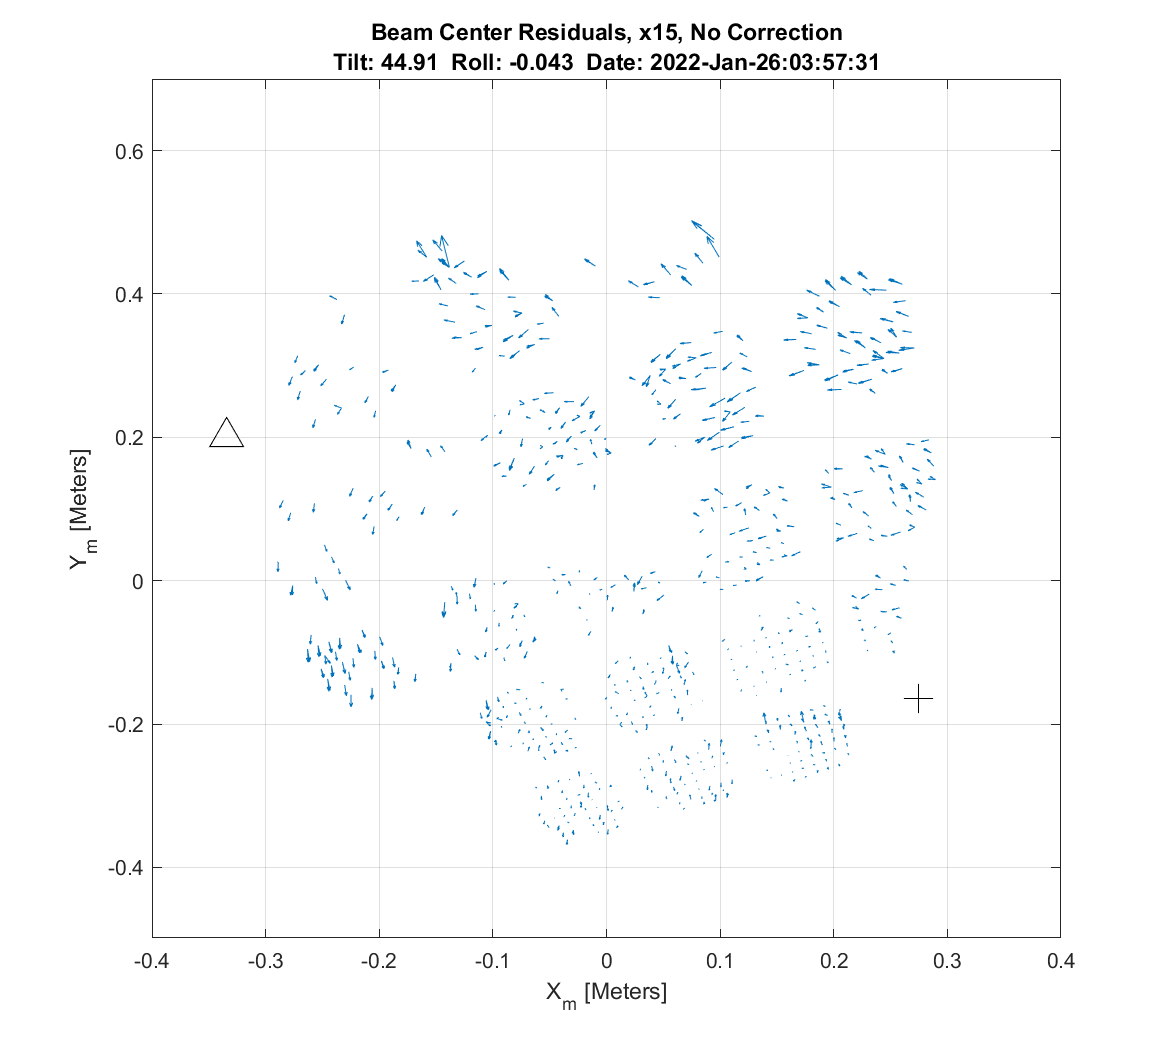 Beam Center Residuals, x15, No Correction
Tilt: 44.91 Roll: -0.043 Date: 2022-Jan-26:03:57:31
0.6
0.4
0.2
0
-0.2
-0.4
Y_m [Meters]
-0.4 -0.3 -0.2 -0.1 0 0.1 0.2 0.3 0.4
X_m [Meters]